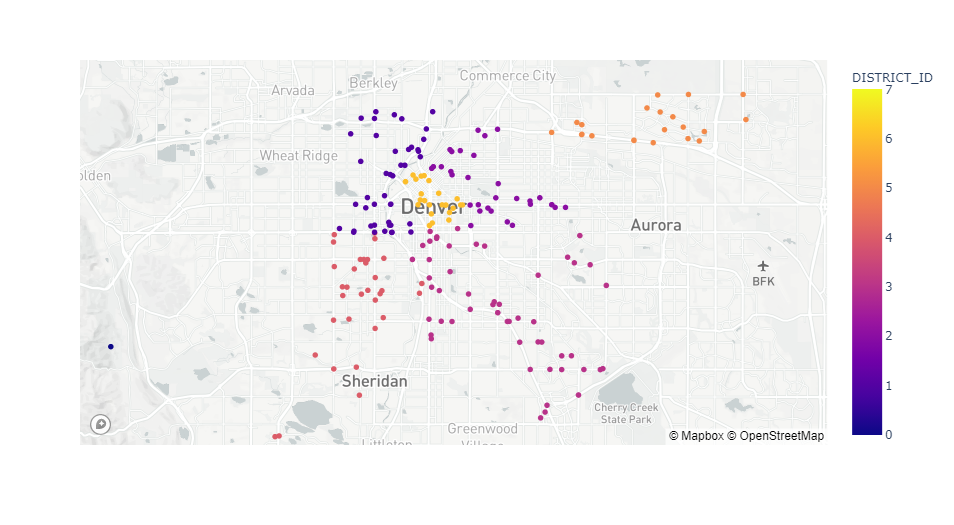 Commerce City
Berkley
Arvada
Wheat Ridge
olden
Denver
Aurora
BFK
Sheridan
Cherry Creek
State Park
Greenwood
Village
Littleton
© Mapbox © OpenStreetMap
DISTRICT_ID
7
6
5
4
3
2
1
0